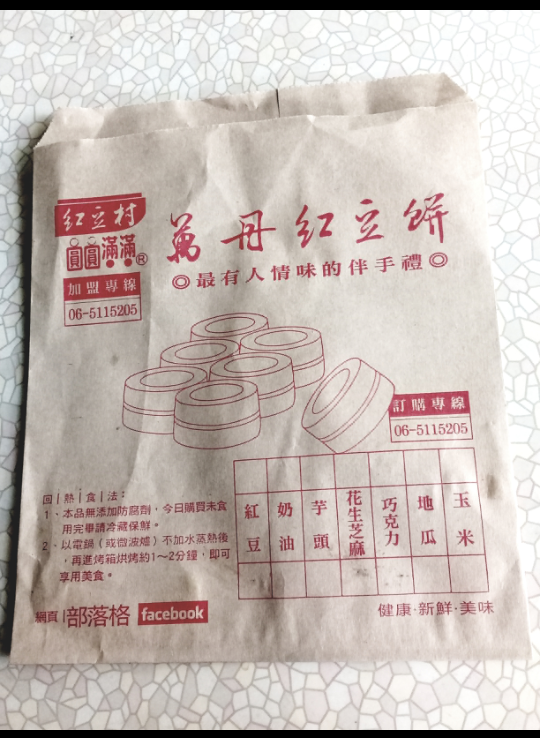 紅豆村
圓圓滿滿®
加盟專線
06-5115205
萬丹紅豆餅
◎最有人情味的伴手禮◎
訂購專線
06-5115205
回|熱|食|法:
1、本品無添加防腐劑,今日購買未食
用完畢請冷藏保鮮。
2、以電鍋(或微波爐)不加水蒸熱後
,再進烤箱烘烤約1~2分鐘,即可
享用美食。
紅豆
奶油
芋頭
花生芝麻
巧克力
地瓜
玉米
網頁|部落格 facebook
健康·新鮮·美味